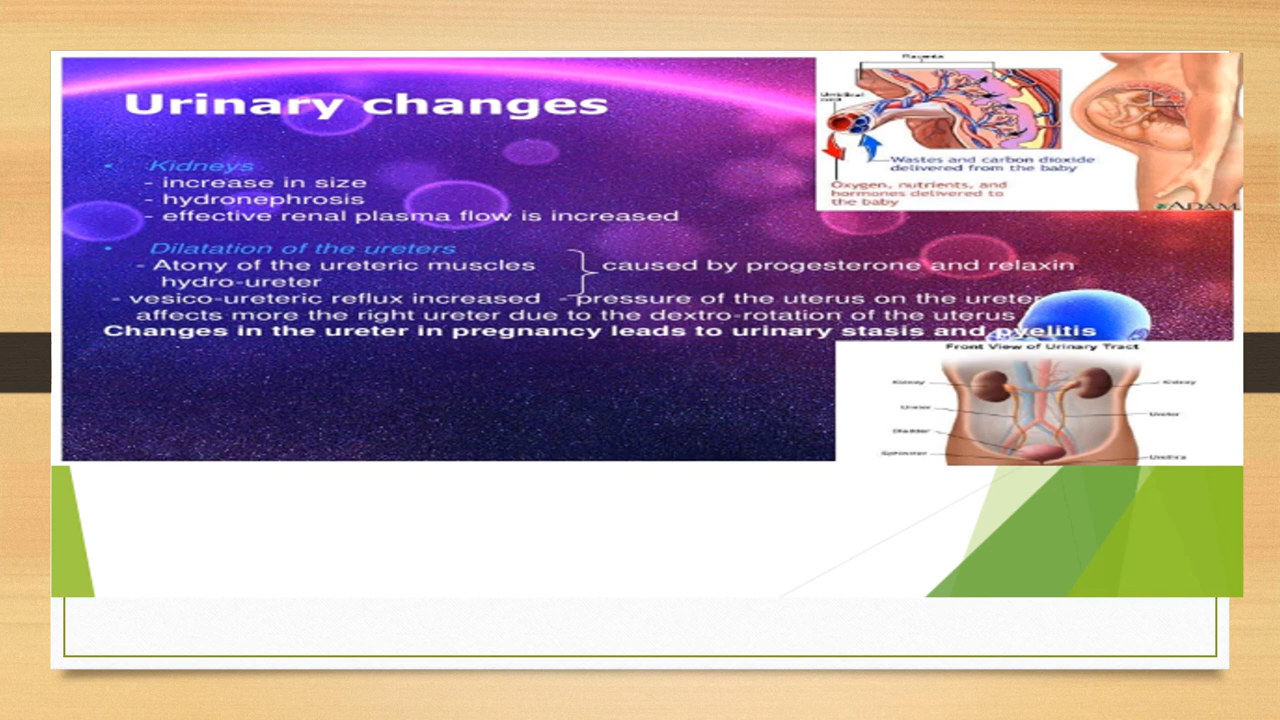 Urinary changes
• Kidneys
- increase in size
- hydronephrosis
- effective renal plasma flow is increased
• Dilatation of the ureters
- Atony of the ureteric muscles } caused by progesterone and relaxin
hydro-ureter
- vesico-ureteric reflux increased - pressure of the uterus on the ureter
affects more the right ureter due to the dextro-rotation of the uterus
Changes in the ureter in pregnancy leads to urinary stasis and pyelitis
Placenta
Umbilical
cord
Wastes and carbon dioxide
delivered from the baby
Oxygen, nutrients, and
hormones delivered to
the baby
ADAM
Front View of Urinary Tract
Kidney
Kidney
Ureter
Ureter
Bladder
Sphincter
Urethra